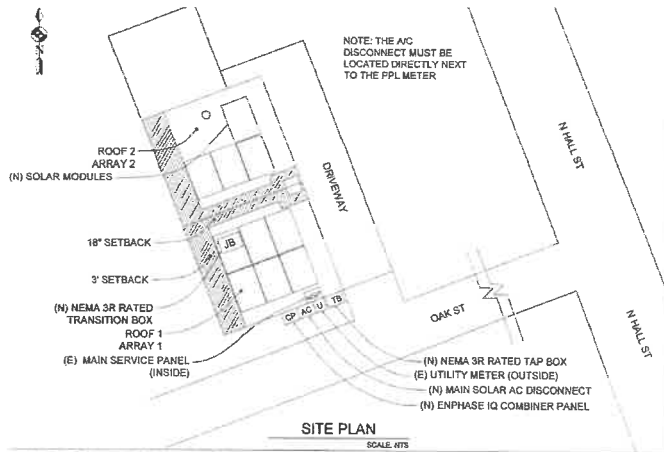 NOTE: THE A/C
DISCONNECT MUST BE
LOCATED DIRECTLY NEXT
TO THE PPL METER
N HALL ST
ROOF 2
ARRAY 2
(N) SOLAR MODULES
DRIVEWAY
18" SETBACK
JB
3' SETBACK
(N) NEMA 3R RATED
TRANSITION BOX
ROOF 1
ARRAY 1
(E) MAIN SERVICE PANEL
(INSIDE)
CP AC U TB
OAK ST
N HALL ST
(N) NEMA 3R RATED TAP BOX
(E) UTILITY METER (OUTSIDE)
(N) MAIN SOLAR AC DISCONNECT
(N) ENPHASE IQ COMBINER PANEL
SITE PLAN
SCALE: NTS